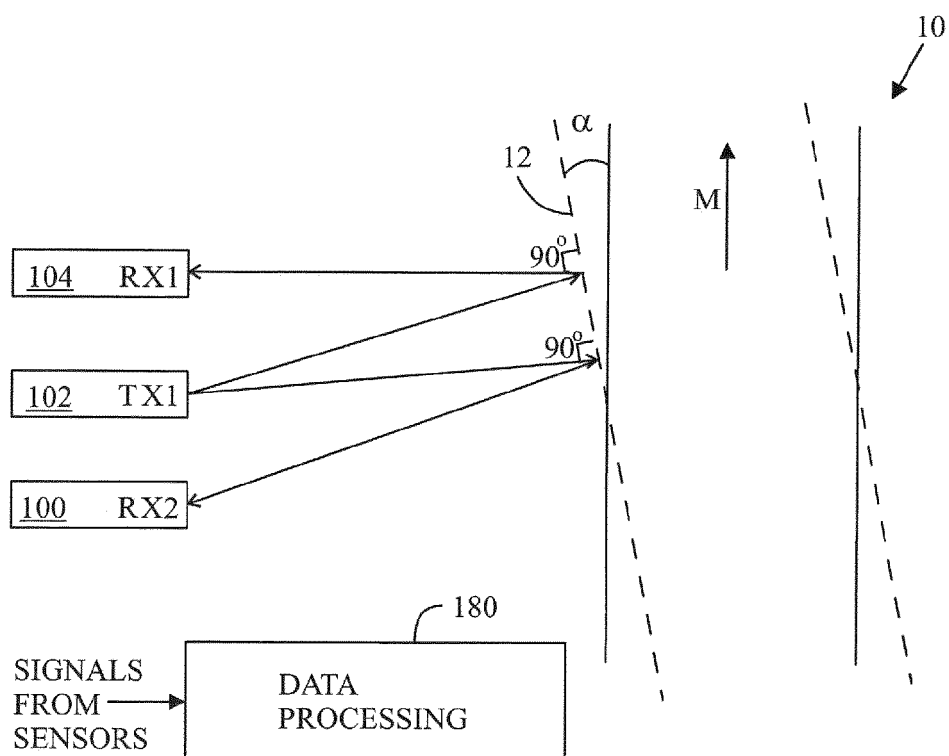 10
α
12
M
90°
104 RX1
90°
102 TX1
100 RX2
180
SIGNALS
FROM
SENSORS
DATA
PROCESSING